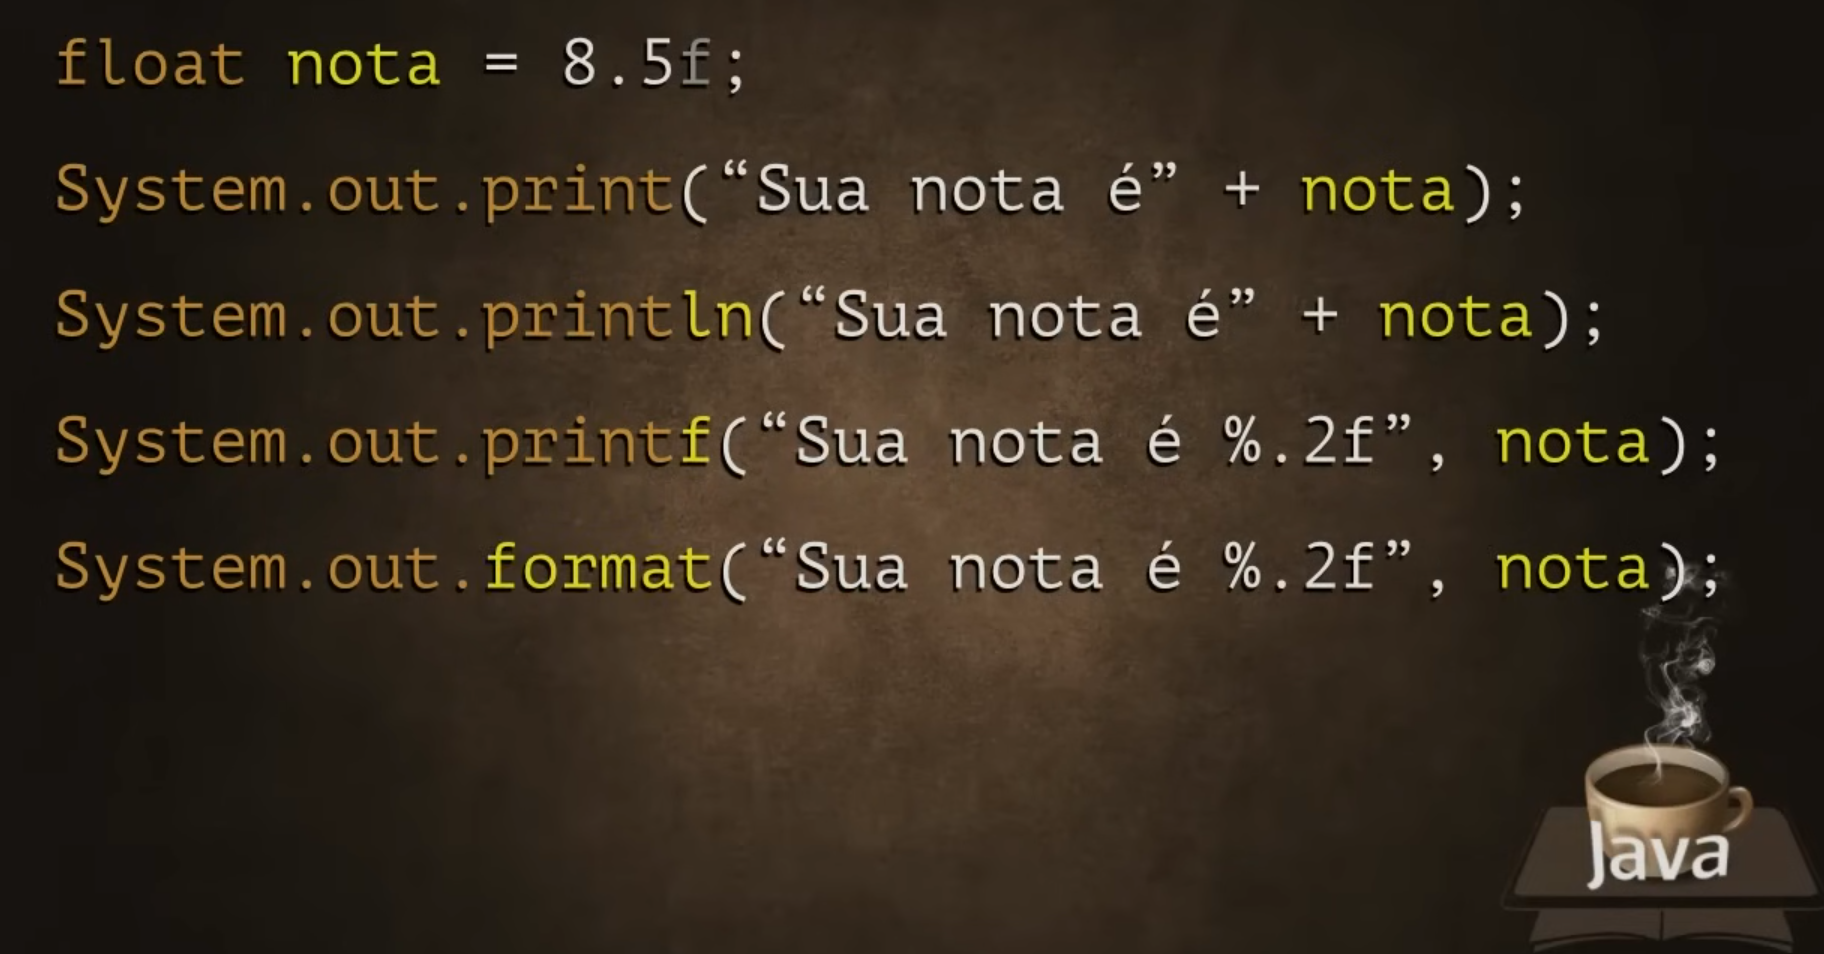 float nota = 8.5f;
System.out.print(“Sua nota é” + nota);
System.out.println(“Sua nota é” + nota);
System.out.printf(“Sua nota é %.2f”, nota);
System.out.format(“Sua nota é %.2f”, nota);
Java